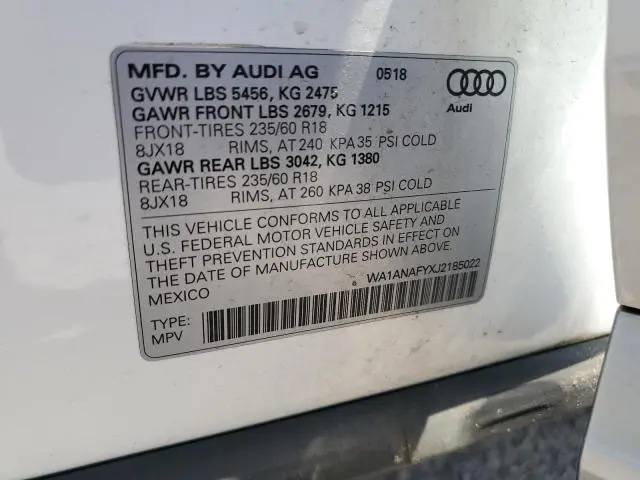 MFD. BY AUDI AG 0518
GVWR LBS 5456, KG 2475
GAWR FRONT LBS 2679, KG 1215
FRONT-TIRES 235/60 R18
8JX18 RIMS, AT 240 KPA 35 PSI COLD
GAWR REAR LBS 3042, KG 1380
REAR-TIRES 235/60 R18
8JX18 RIMS, AT 260 KPA 38 PSI COLD
Audi
THIS VEHICLE CONFORMS TO ALL APPLICABLE
U.S. FEDERAL MOTOR VEHICLE SAFETY AND
THEFT PREVENTION STANDARDS IN EFFECT ON
THE DATE OF MANUFACTURE SHOWN ABOVE.
MEXICO
WA1ANAFYXJ2185022
TYPE:
MPV